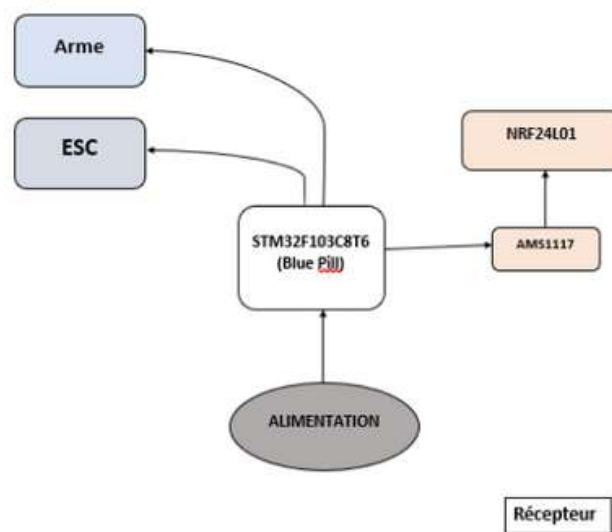 Arme
ESC
NRF24L01
STM32F103C8T6
(Blue Pill)
AMS1117
ALIMENTATION
Récepteur